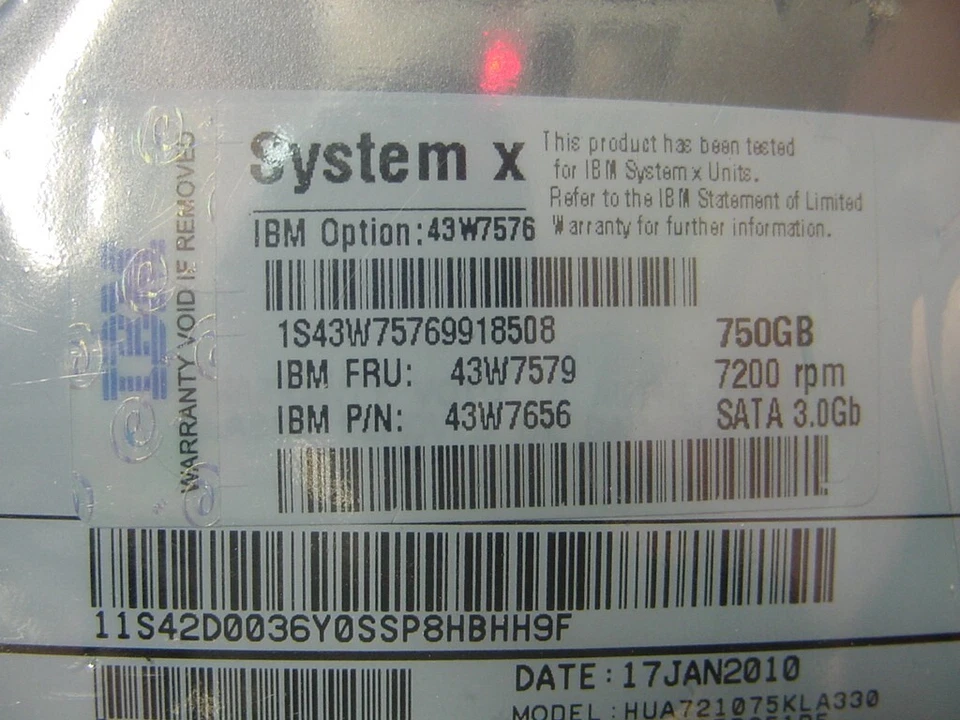 System x
This product has been tested
for IBM System x Units.
Refer to the IBM Statement of Limited
Warranty for further information.
IBM Option:43W7576
1S43W75769918508
750GB
IBM FRU: 43W7579
7200 rpm
IBM P/N: 43W7656
SATA 3.0Gb
IBM
WARRANTY VOID IF REMOVED
11S42D0036Y0SSP8HBHH9F
DATE:17JAN2010
MODEL:HUA721075KLA330